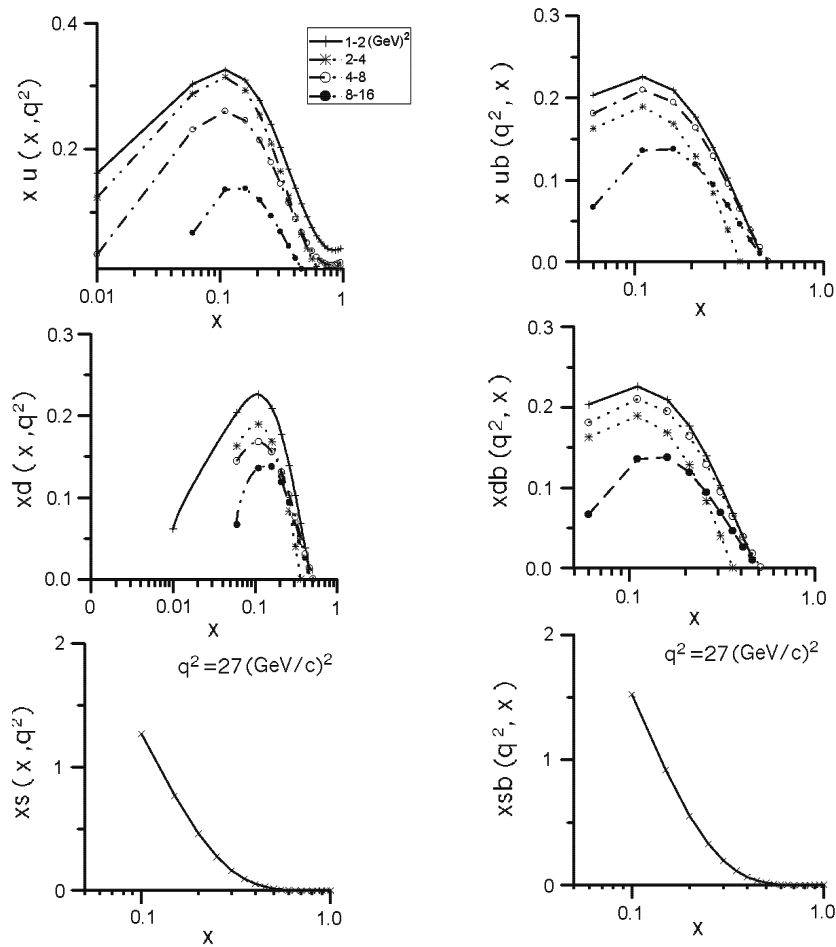 0.4
0.2
x u ( x ,q²)
0.01
0.1
1
X
1-2 (GeV)²
2-4
4-8
8-16
0.3
0.2
0.1
0.0
x ub (q² , x )
0.1
X
0.3
0.2
0.1
0.0
xd ( x ,q²)
0
0.01
0.1
1
X
0.3
0.2
0.1
0.0
xdb (q² , x )
0.1
X
2
1
0
xs ( x ,q²)
q²=27(GeV/c)²
0.1
1.0
X
2
1
0
xsb (q² , x )
q²=27(GeV/c)²
0.1
1.0
X